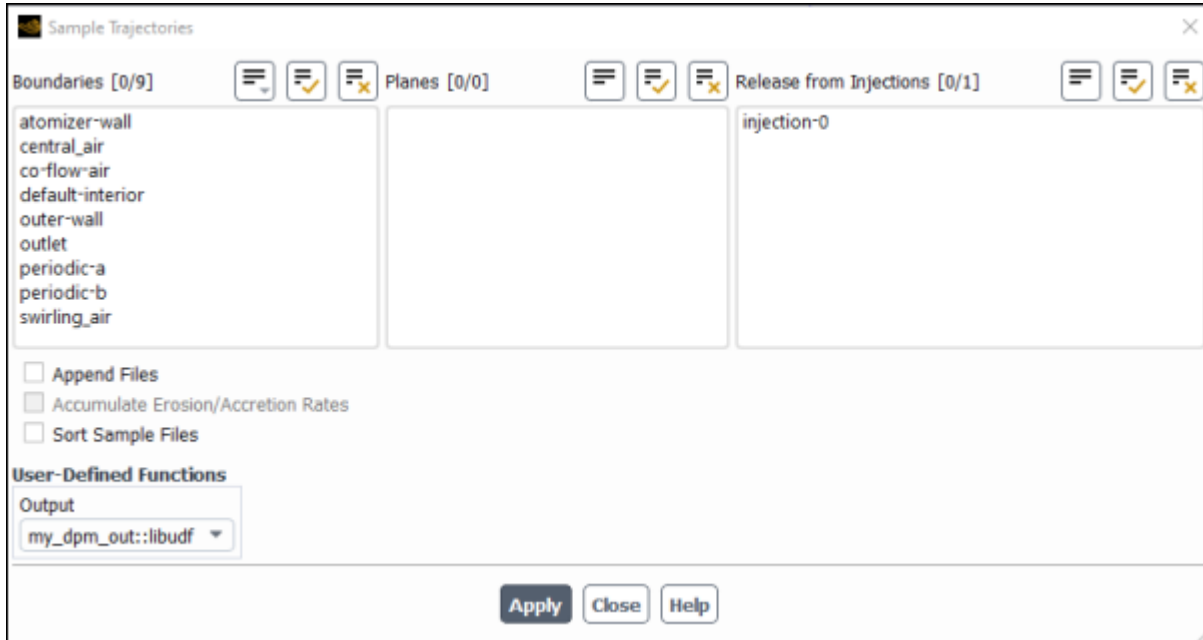 Sample Trajectories
Boundaries [0/9]
Planes [0/0]
Release from Injections [0/1]
atomizer-wall
central_air
co-flow-air
default-interior
outer-wall
outlet
periodic-a
periodic-b
swirling_air
injection-0
Append Files
Accumulate Erosion/Accretion Rates
Sort Sample Files
User-Defined Functions
Output
my_dpm_out::libudf
Apply
Close
Help